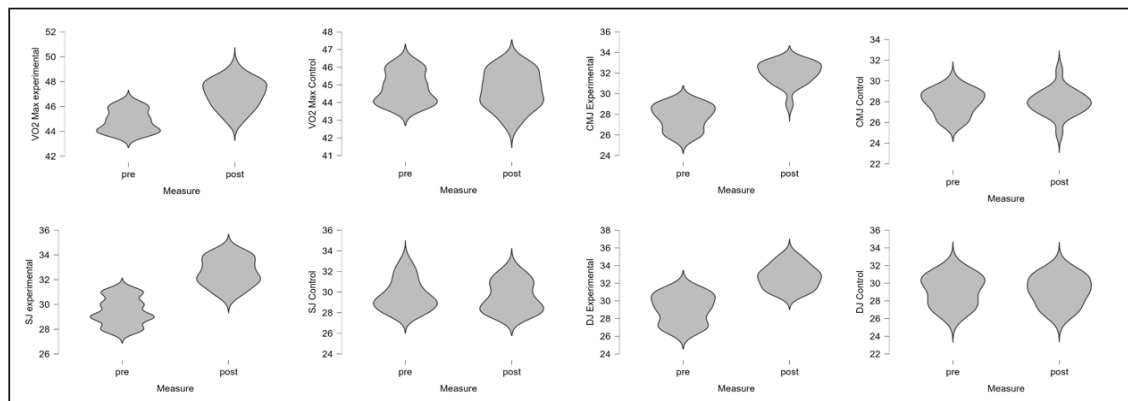 VO2 Max experimental
52
50
48
46
44
42
pre
post
Measure
VO2 Max Control
48
47
46
45
44
43
42
41
pre
post
Measure
CMJ Experimental
36
34
32
30
28
26
24
pre
post
Measure
CMJ Control
34
32
30
28
26
24
22
pre
post
Measure
SJ experimental
36
34
32
30
28
26
pre
post
Measure
SJ Control
36
34
32
30
28
26
24
pre
post
Measure
DJ Experimental
38
36
34
32
30
28
26
24
pre
post
Measure
DJ Control
36
34
32
30
28
26
24
22
pre
post
Measure